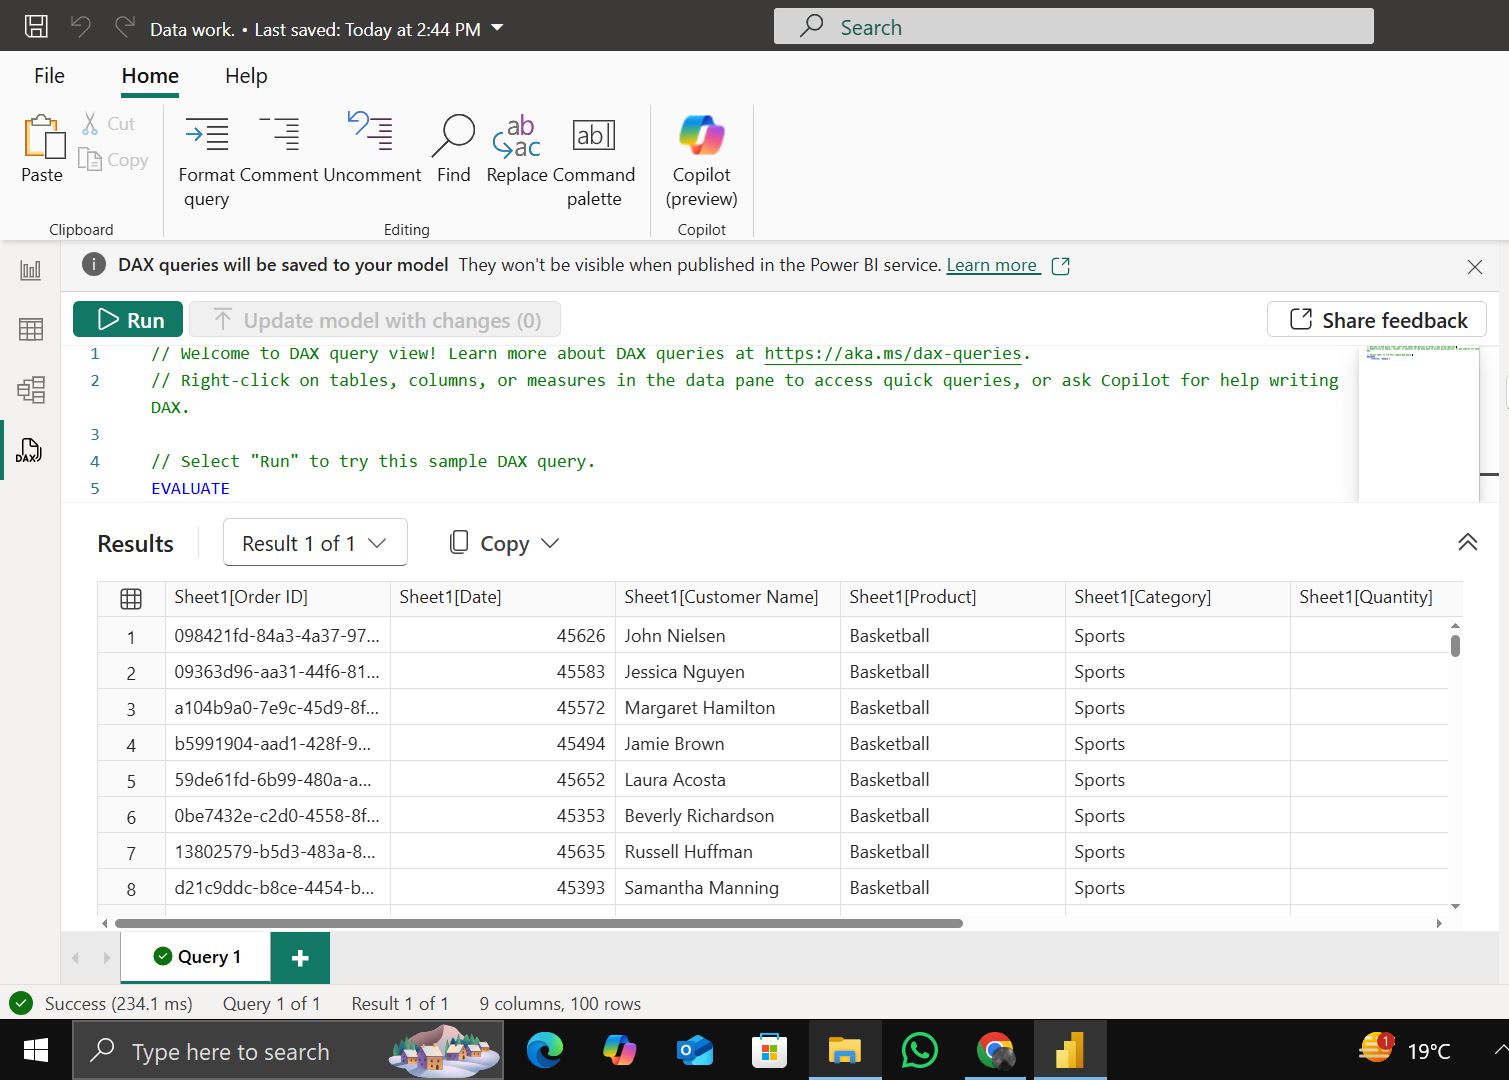 Data work. • Last saved: Today at 2:44 PM
Search
File Home Help
Paste
Cut
Copy
Clipboard
Format query
Comment
Uncomment
Find
ab
ac
Replace
ab|
Command palette
Editing
Copilot (preview)
Copilot
DAX queries will be saved to your model They won't be visible when published in the Power BI service. Learn more
Run
Update model with changes (0)
Share feedback
DAX
1 // Welcome to DAX query view! Learn more about DAX queries at https://aka.ms/dax-queries.
2 // Right-click on tables, columns, or measures in the data pane to access quick queries, or ask Copilot for help writing
DAX.
3
4 // Select "Run" to try this sample DAX query.
5 EVALUATE
Results
Result 1 of 1
Copy
Sheet1[Order ID] Sheet1[Date] Sheet1[Customer Name] Sheet1[Product] Sheet1[Category] Sheet1[Quantity]
1 098421fd-84a3-4a37-97... 45626 John Nielsen Basketball Sports
2 09363d96-aa31-44f6-81... 45583 Jessica Nguyen Basketball Sports
3 a104b9a0-7e9c-45d9-8f... 45572 Margaret Hamilton Basketball Sports
4 b5991904-aad1-428f-9... 45494 Jamie Brown Basketball Sports
5 59de61fd-6b99-480a-a... 45652 Laura Acosta Basketball Sports
6 0be7432e-c2d0-4558-8f... 45353 Beverly Richardson Basketball Sports
7 13802579-b5d3-483a-8... 45635 Russell Huffman Basketball Sports
8 d21c9ddc-b8ce-4454-b... 45393 Samantha Manning Basketball Sports
Query 1
+
Success (234.1 ms) Query 1 of 1 Result 1 of 1 9 columns, 100 rows
Type here to search
1
19°C